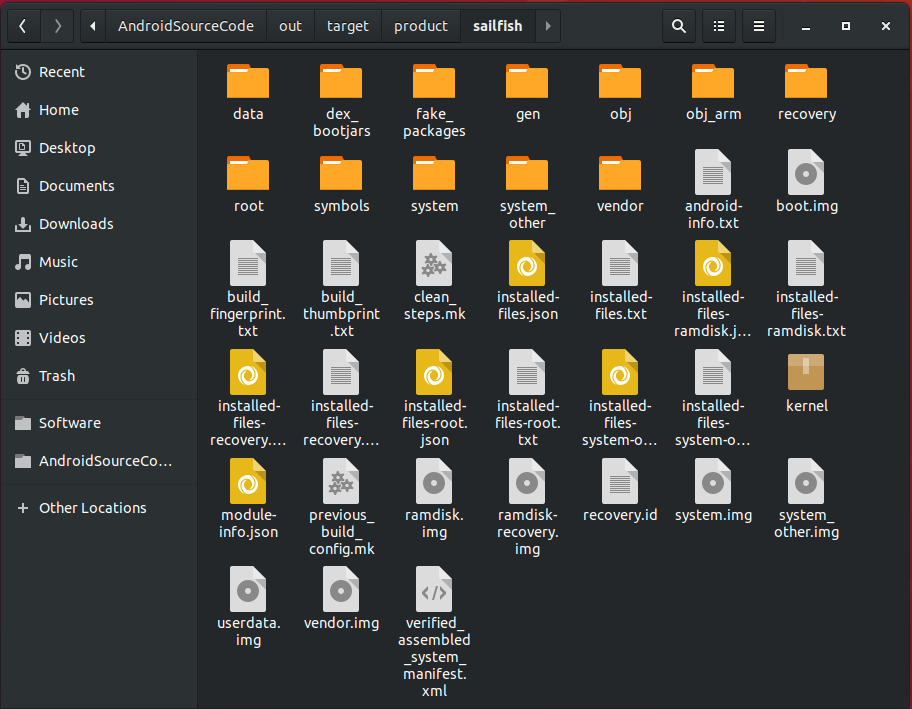 AndroidSourceCode out target product sailfish
Recent
Home
Desktop
Documents
Downloads
Music
Pictures
Videos
Trash
Software
AndroidSourceCo...
Other Locations
data
dex_
bootjars
fake_
packages
gen
obj
obj_arm
recovery
root
symbols
system
system_
other
vendor
android-
info.txt
boot.img
build_
fingerprint.
txt
build_
thumbprint
.txt
clean_
steps.mk
installed-
files.json
installed-
files.txt
installed-
files-
ramdisk.j...
installed-
files-
ramdisk.txt
installed-
files-
recovery....
installed-
files-
recovery....
installed-
files-root.
json
installed-
files-root.
txt
installed-
files-
system-o...
installed-
files-
system-o...
kernel
module-
info.json
previous_
build_
config.mk
ramdisk.
img
ramdisk-
recovery.
img
recovery.id
system.img
system_
other.img
userdata.
img
vendor.img
verified_
assembled
_system_
manifest.
xml